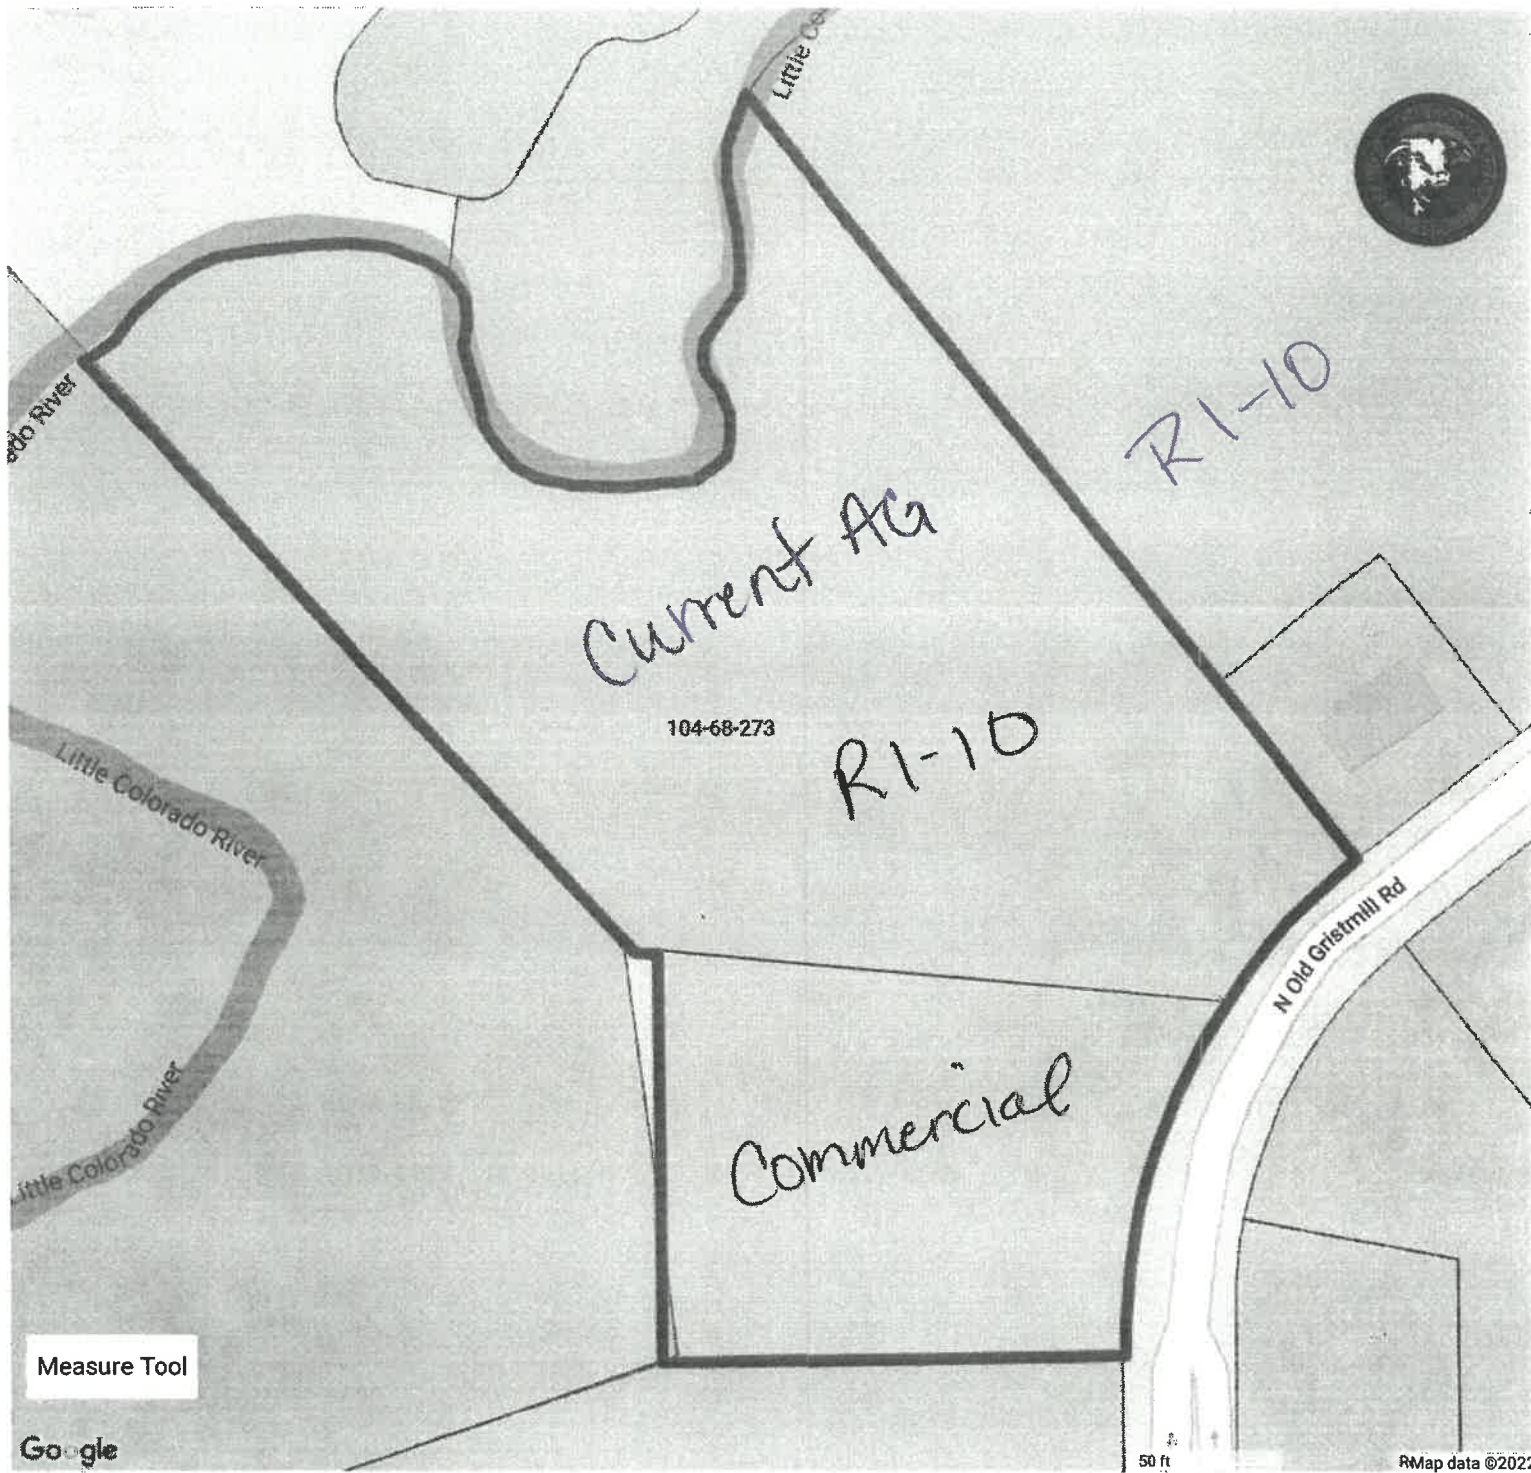 Little Co
ado River
R1-10
Current AG
104-68-273
R1-10
Little Colorado River
N Old Gristmill Rd
Commercial
Little Colorado River
Measure Tool
Google
50 ft
Map data ©2022